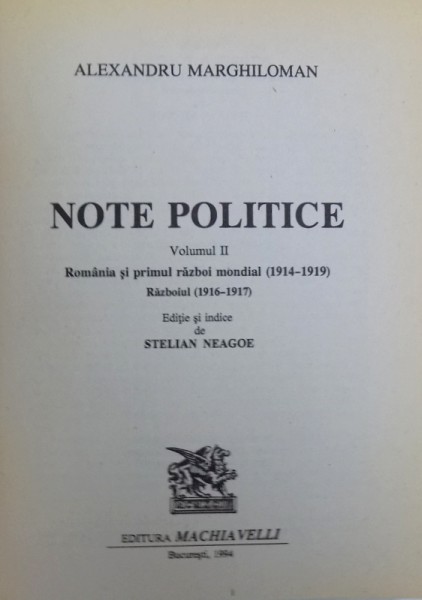 ALEXANDRU MARGHILOMAN
NOTE POLITICE
Volumul II
România și primul război mondial (1914–1919)
Războiul (1916–1917)
Ediție și indice
de
STELIAN NEAGOE
EDITURA MACHIAVELLI
București, 1994